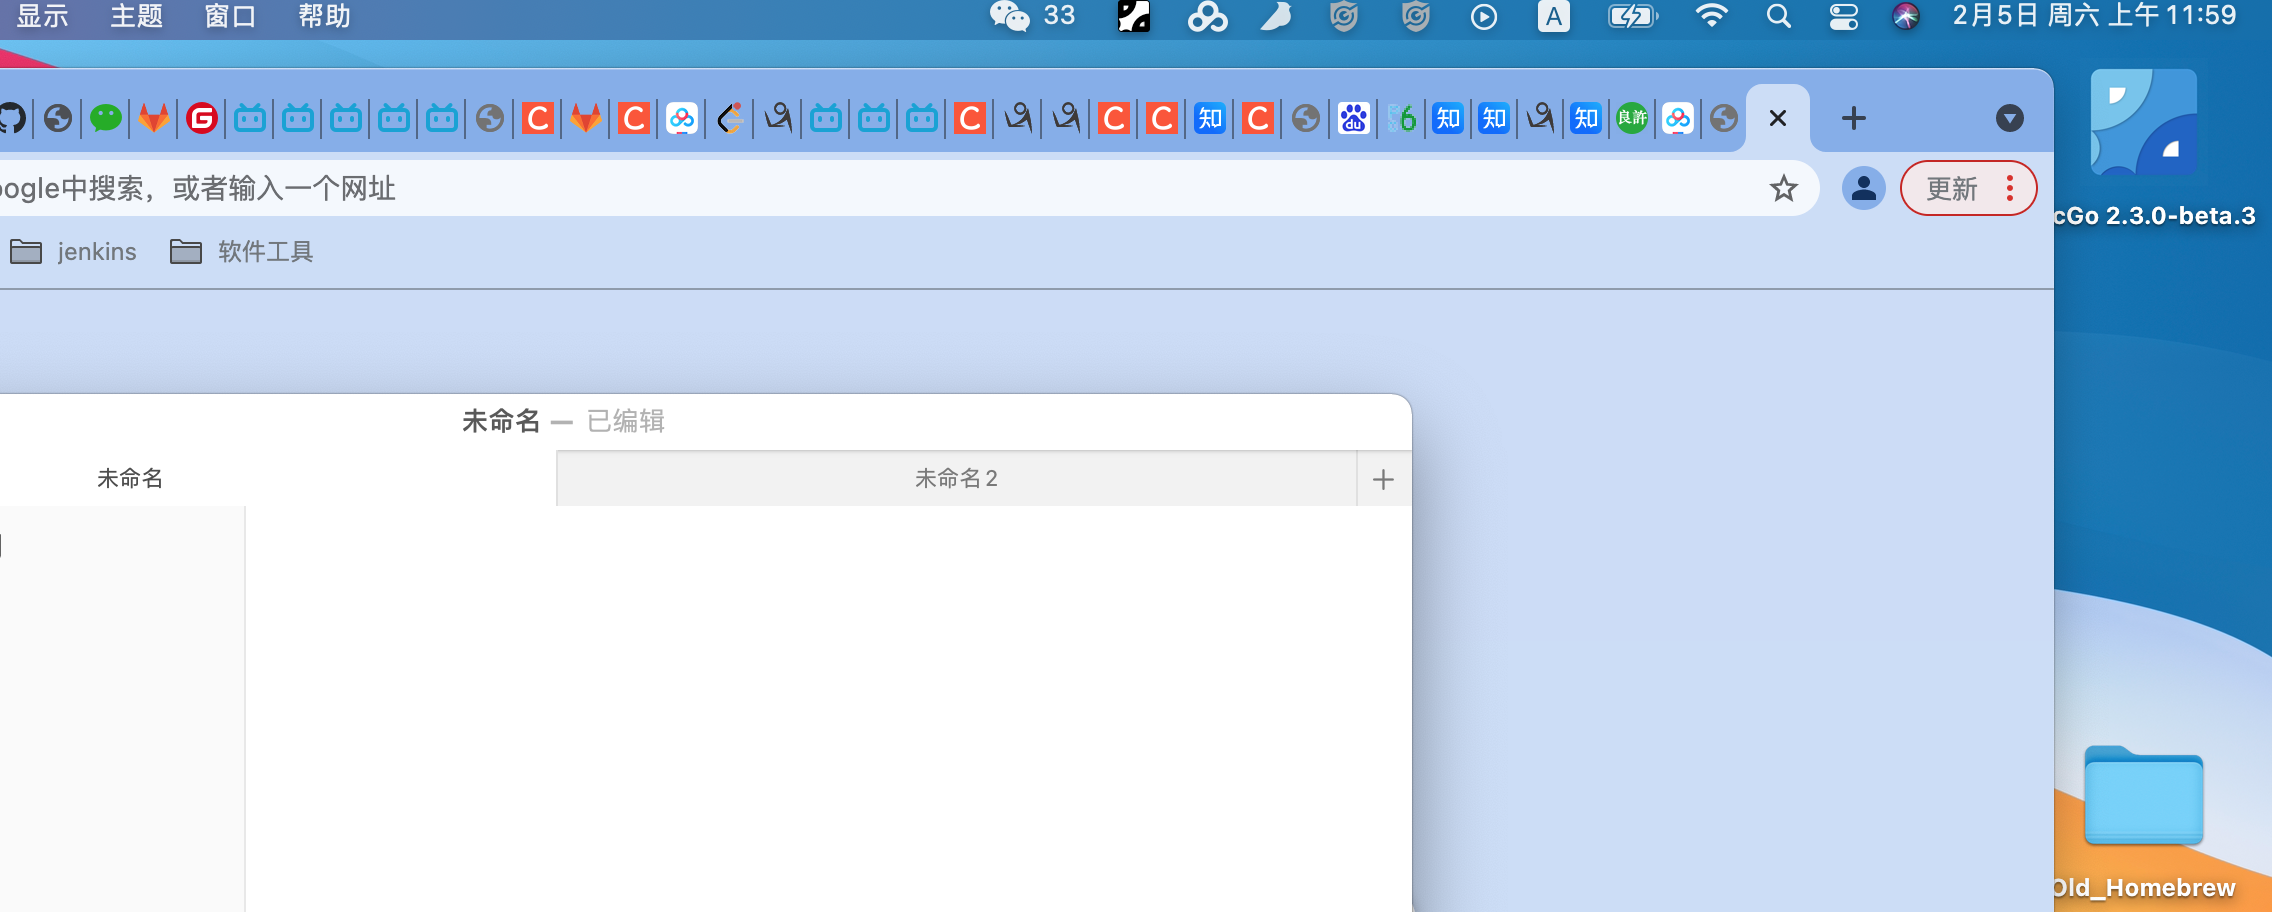 显示 主题 窗口 帮助 33 A 2月5日 周六 上午11:59
G C C C C C 知 C du 6 知 知 知 良許
oogle中搜索，或者输入一个网址 更新
cGo 2.3.0-beta.3
jenkins 软件工具
未命名 — 已编辑
未命名 未命名 2
Old_Homebrew